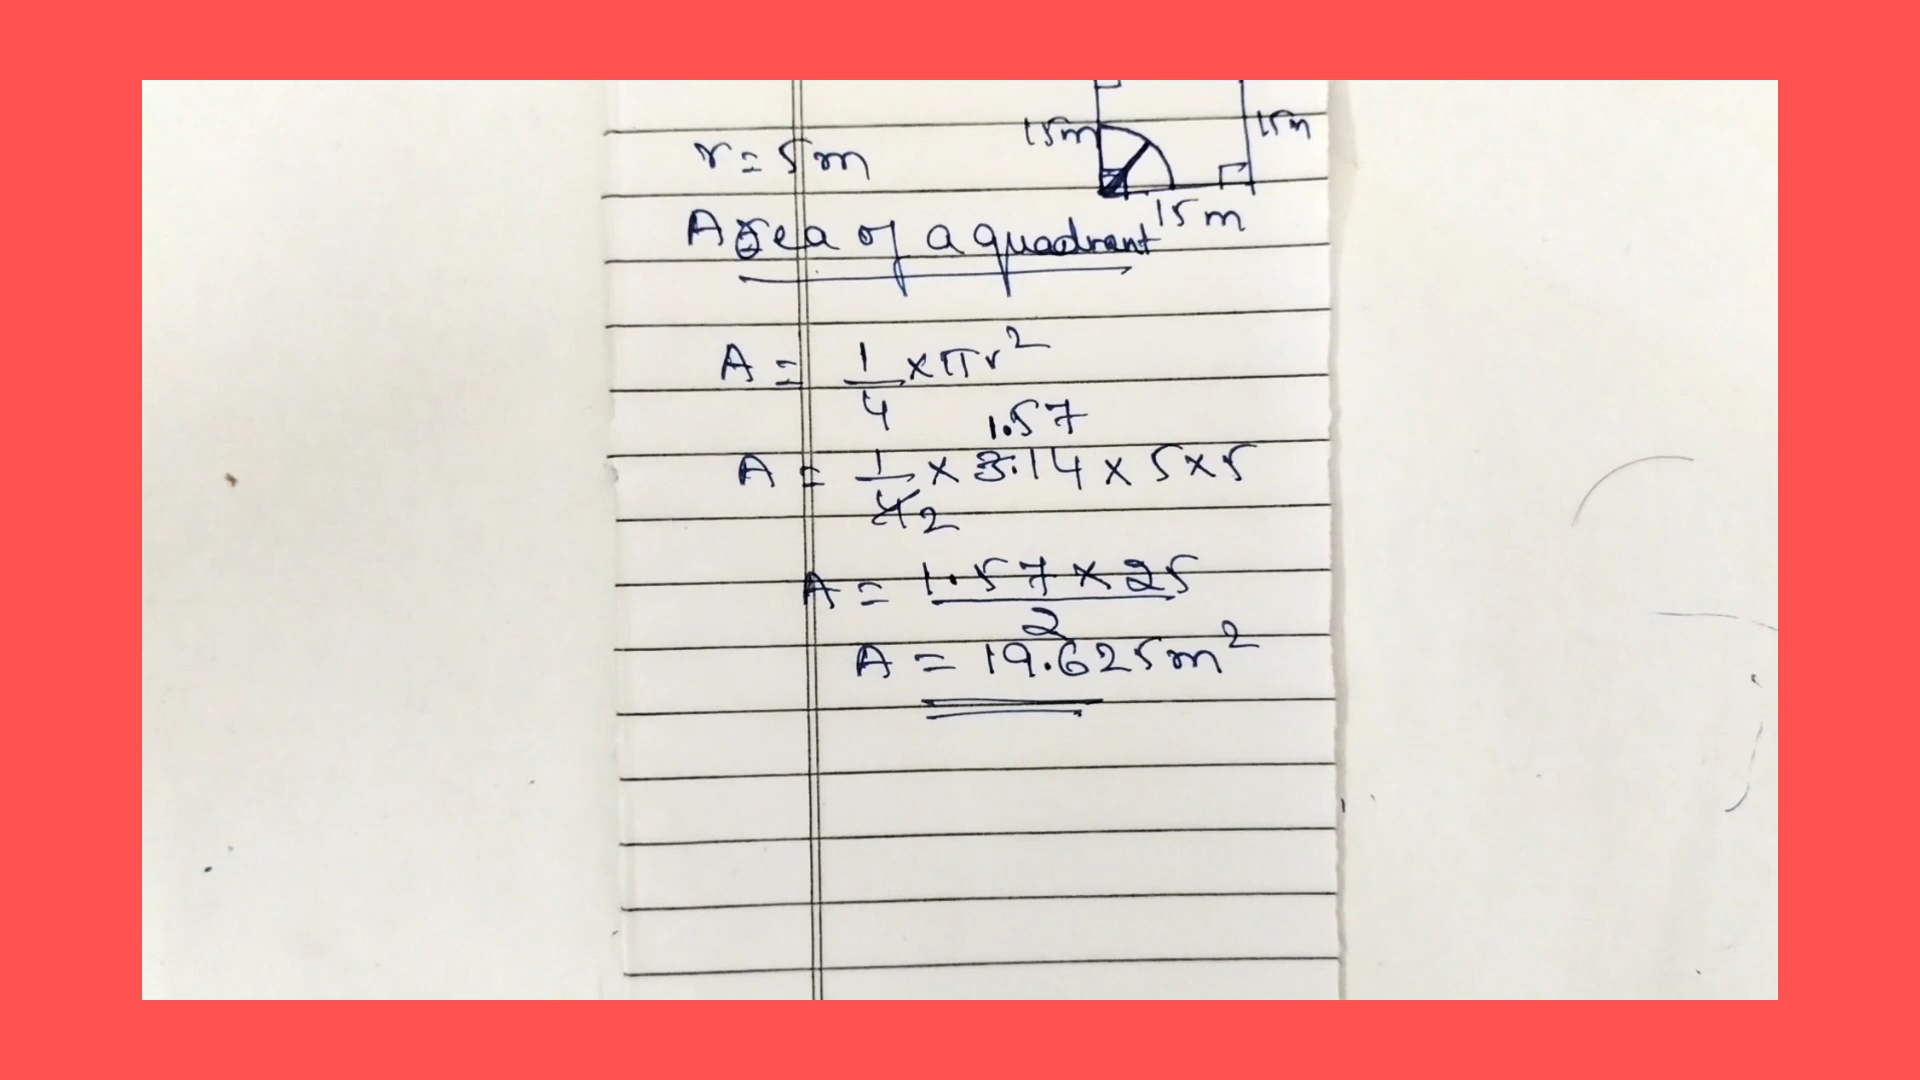 15m 15m
r = 5m
15m
Area of a quadrant
A = 1/4 × πr²
1.57
A = 1/4 × 3.14 × 5 × 5
2
A = 1.57 × 25 / 2
A = 19.625m²